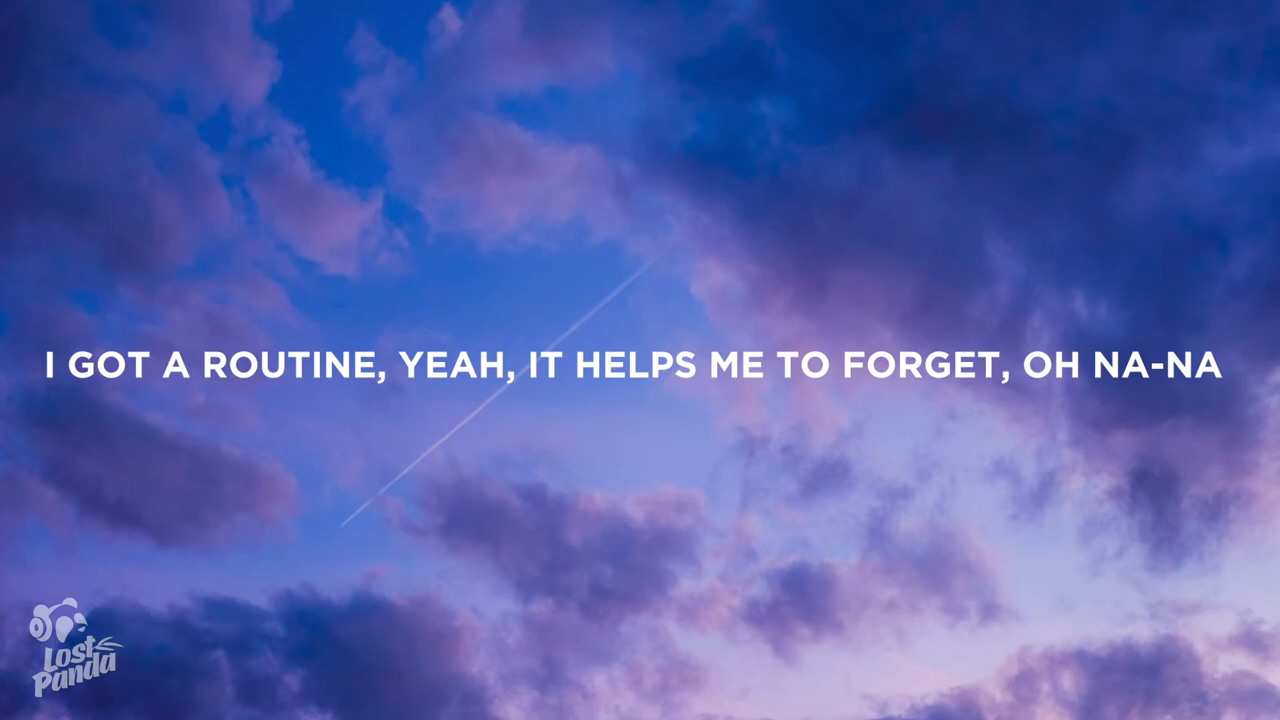 I GOT A ROUTINE, YEAH, IT HELPS ME TO FORGET, OH NA-NA
Lost
Panda